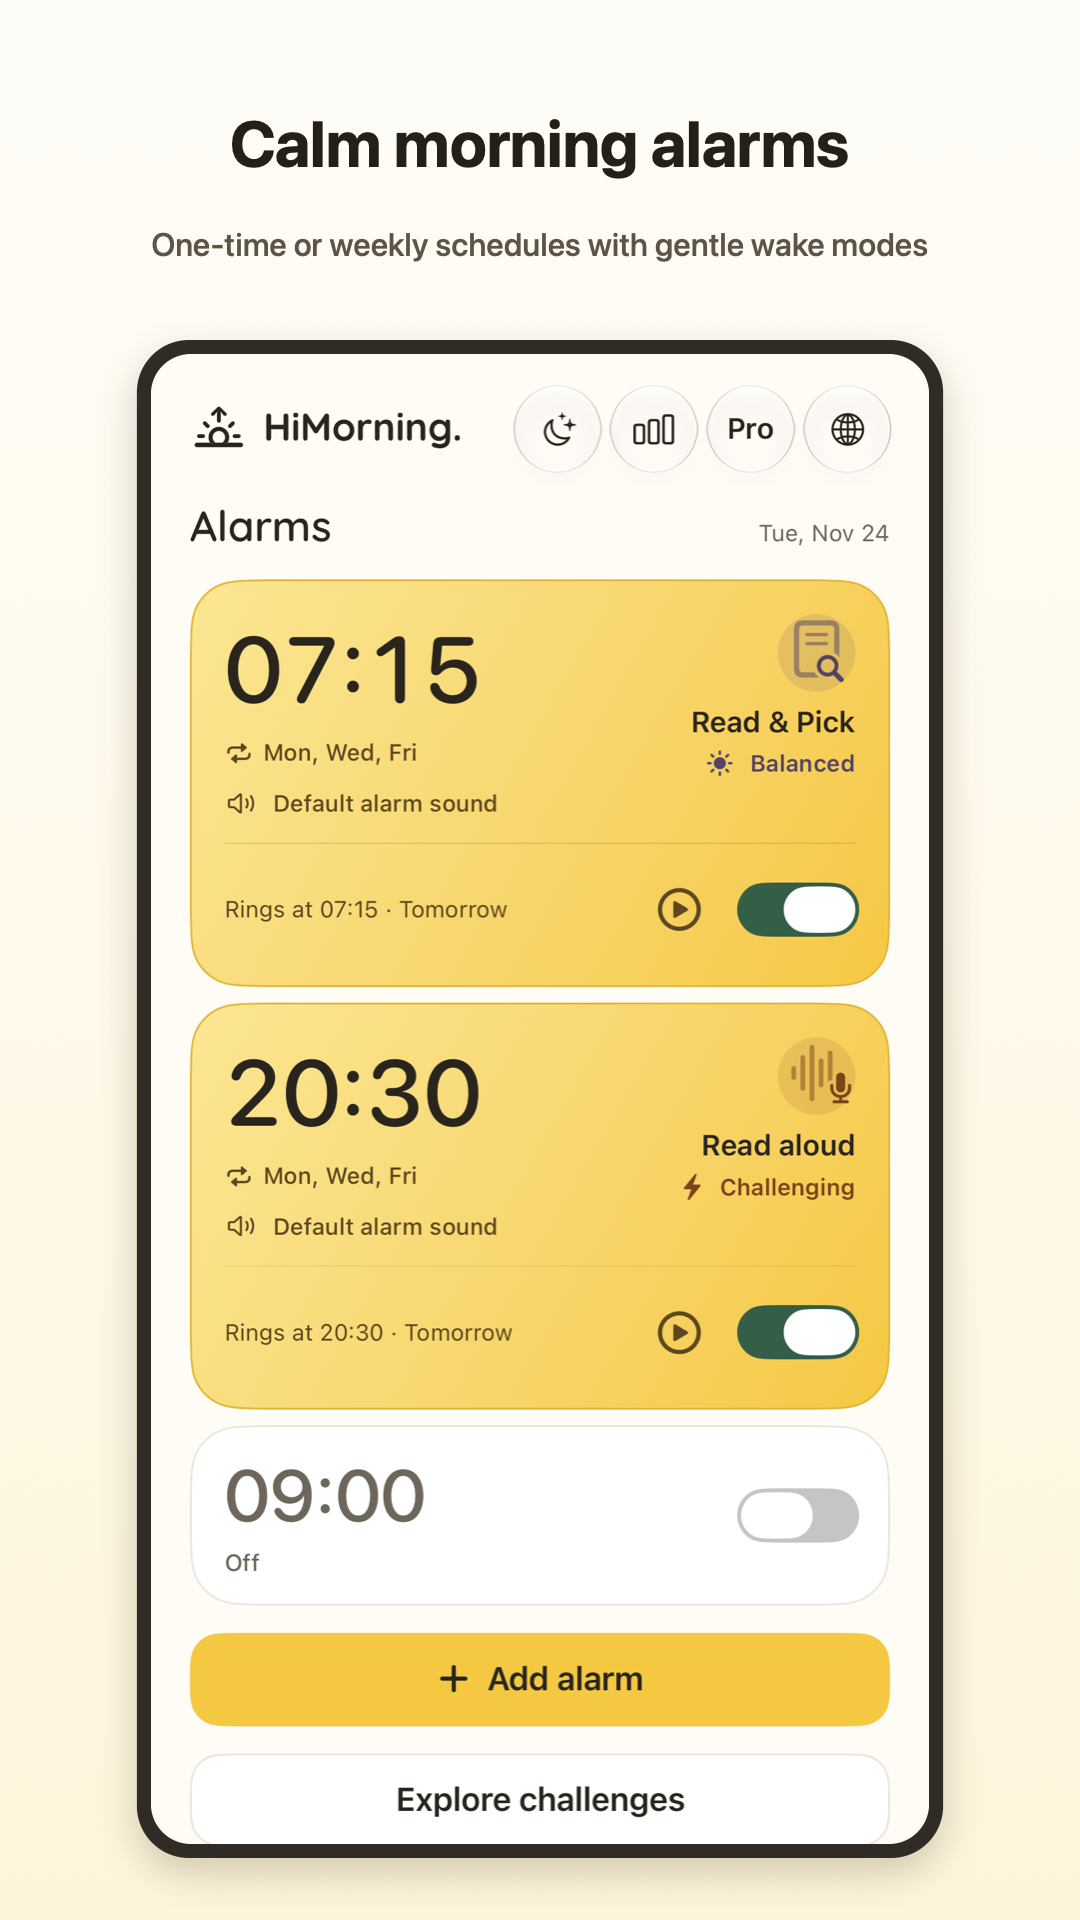 Calm morning alarms
One-time or weekly schedules with gentle wake modes
HiMorning.
Pro
Alarms
Tue, Nov 24
07:15
Read & Pick
Mon, Wed, Fri
Balanced
Default alarm sound
Rings at 07:15 · Tomorrow
20:30
Read aloud
Mon, Wed, Fri
Challenging
Default alarm sound
Rings at 20:30 · Tomorrow
09:00
Off
+ Add alarm
Explore challenges